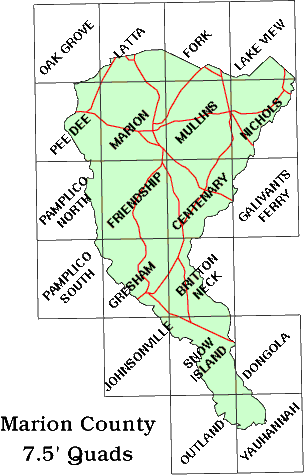 OAK GROVE
LATTA
FORK
LAKE VIEW
PEE DEE
MARION
MULLINS
NICHOLS
PAMPLICO
NORTH
FRIENDSHIP
CENTENARY
GALIVANTS
FERRY
PAMPLICO
SOUTH
GRESHAM
BRITTON
NECK
JOHNSONVILLE
SNOW
ISLAND
DONGOLA
OUTLAND
YAUHANNAH
Marion County
7.5' Quads